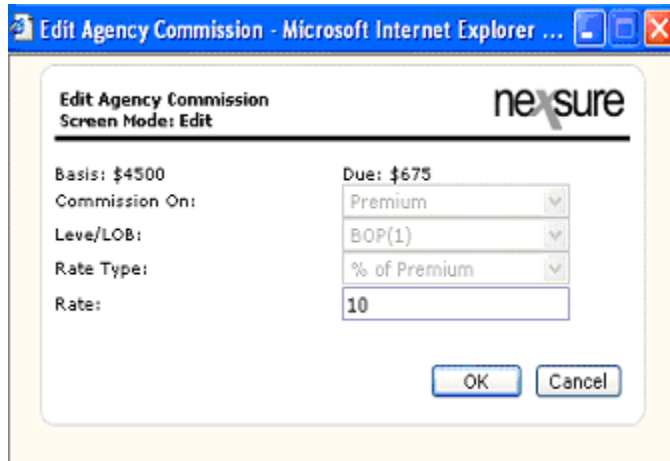 Edit Agency Commission - Microsoft Internet Explorer ...
Edit Agency Commission
Screen Mode: Edit
nexsure
Basis: $4500 Due: $675
Commission On: Premium
Leve/LOB: BOP(1)
Rate Type: % of Premium
Rate: 10
OK Cancel